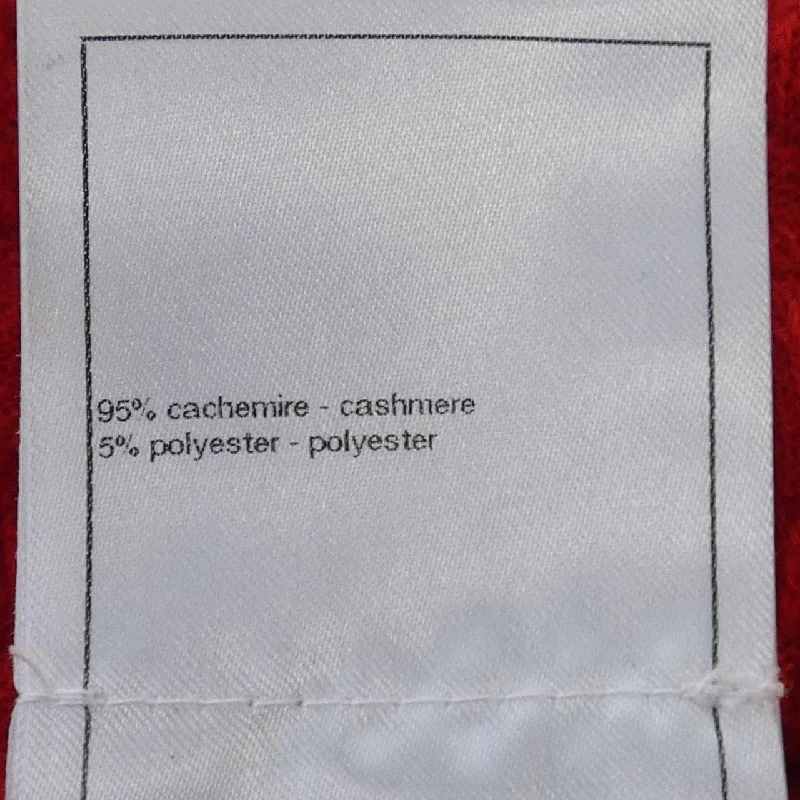 95% cachemire - cashmere
5% polyester - polyester